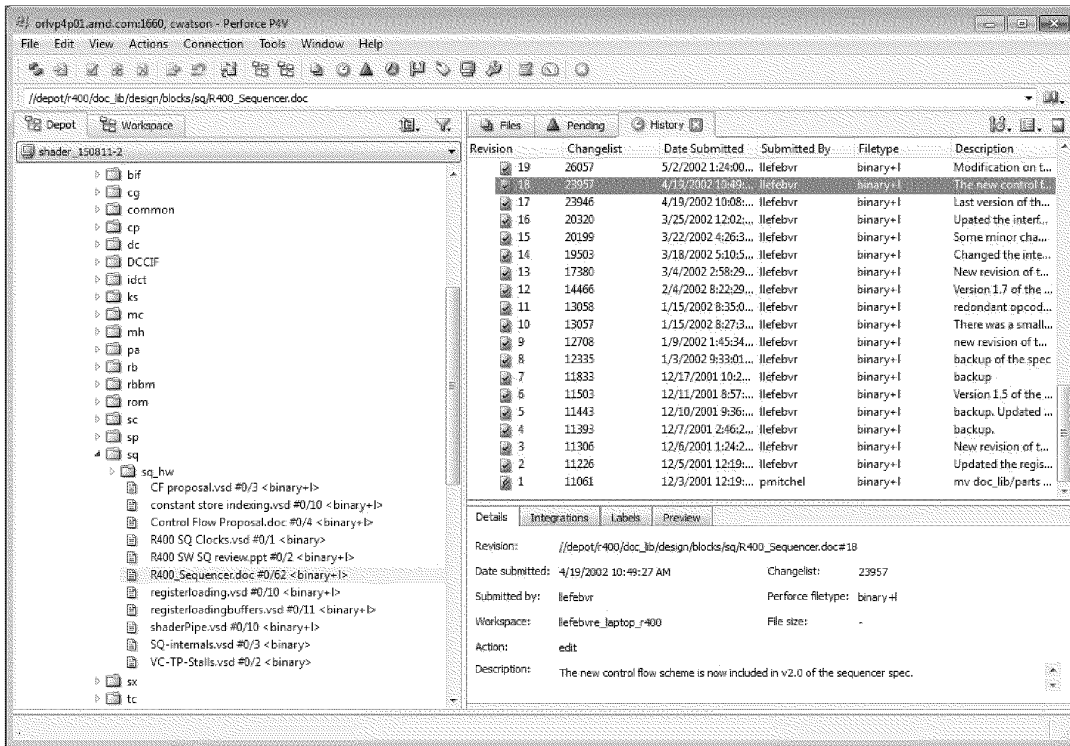 orlvp4p01.amd.com:1660, cwatson - Perforce P4V
File Edit View Actions Connection Tools Window Help
//depot/r400/doc_lib/design/blocks/sq/R400_Sequencer.doc
Depot Workspace
shader_150811-2
bif
cg
common
cp
dc
DCCIF
idct
ks
mc
mh
pa
rb
rbbm
rom
sc
sp
sq
sq_hw
CF proposal.vsd #0/3 <binary+l>
constant store indexing.vsd #0/10 <binary+l>
Control Flow Proposal.doc #0/4 <binary+l>
R400 SQ Clocks.vsd #0/1 <binary>
R400 SW SQ review.ppt #0/2 <binary+l>
R400_Sequencer.doc #0/62 <binary+l>
registerloading.vsd #0/10 <binary+l>
registerloadingbuffers.vsd #0/11 <binary+l>
shaderPipe.vsd #0/10 <binary+l>
SQ-internals.vsd #0/3 <binary>
VC-TP-Stalls.vsd #0/2 <binary>
sx
tc
Files Pending History
Revision Changelist Date Submitted Submitted By Filetype Description
19 26057 5/2/2002 1:24:00... llefebvr binary+l Modification on t...
18 23957 4/19/2002 10:49:... llefebvr binary+l The new control f...
17 23946 4/19/2002 10:08:... llefebvr binary+l Last version of th...
16 20320 3/25/2002 12:02:... llefebvr binary+l Upated the interf...
15 20199 3/22/2002 4:26:3... llefebvr binary+l Some minor cha...
14 19503 3/18/2002 5:10:5... llefebvr binary+l Changed the inte...
13 17380 3/4/2002 2:58:29... llefebvr binary+l New revision of t...
12 14466 2/4/2002 8:22:29... llefebvr binary+l Version 1.7 of the ...
11 13058 1/15/2002 8:35:0... llefebvr binary+l redondant opcod...
10 13057 1/15/2002 8:27:3... llefebvr binary+l There was a small...
9 12708 1/9/2002 1:45:34... llefebvr binary+l new revision of t...
8 12335 1/3/2002 9:33:01... llefebvr binary+l backup of the spec
7 11833 12/17/2001 10:2... llefebvr binary+l backup
6 11503 12/11/2001 8:57:... llefebvr binary+l Version 1.5 of the ...
5 11443 12/10/2001 9:36:... llefebvr binary+l backup. Updated ...
4 11393 12/7/2001 2:46:2... llefebvr binary+l backup.
3 11306 12/6/2001 1:24:2... llefebvr binary+l New revision of t...
2 11226 12/5/2001 12:19:... llefebvr binary+l Updated the regis...
1 11061 12/3/2001 12:19:... pmitchel binary+l mv doc_lib/parts ...
Details Integrations Labels Preview
Revision: //depot/r400/doc_lib/design/blocks/sq/R400_Sequencer.doc#18
Date submitted: 4/19/2002 10:49:27 AM Changelist: 23957
Submitted by: llefebvr Perforce filetype: binary+l
Workspace: llefebvre_laptop_r400 File size: -
Action: edit
Description: The new control flow scheme is now included in v2.0 of the sequencer spec.